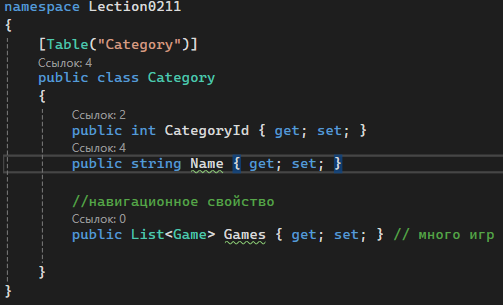 namespace Lection0211
{
[Table("Category")]
Ссылок: 4
public class Category
{
Ссылок: 2
public int CategoryId { get; set; }
Ссылок: 4
public string Name { get; set; }
//навигационное свойство
Ссылок: 0
public List<Game> Games { get; set; } // много игр
}
}